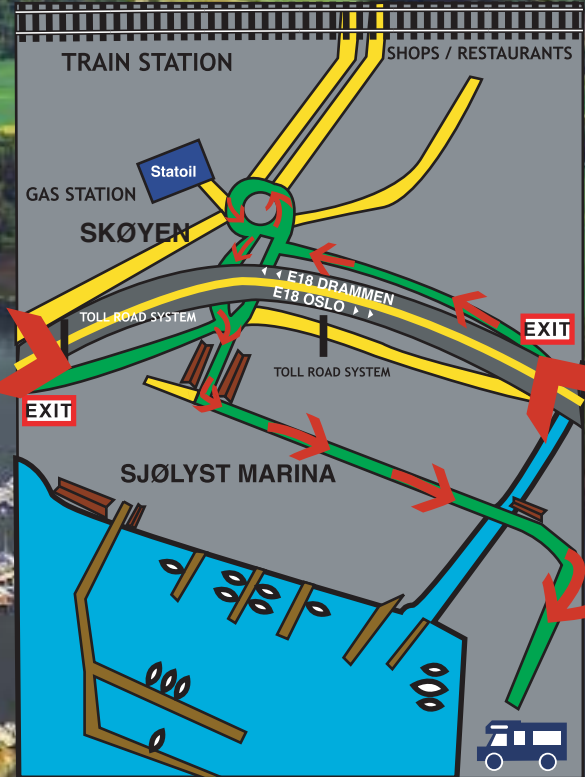 TRAIN STATION
SHOPS / RESTAURANTS
Statoil
GAS STATION
SKØYEN
E18 DRAMMEN
E18 OSLO
TOLL ROAD SYSTEM
EXIT
TOLL ROAD SYSTEM
EXIT
SJØLYST MARINA